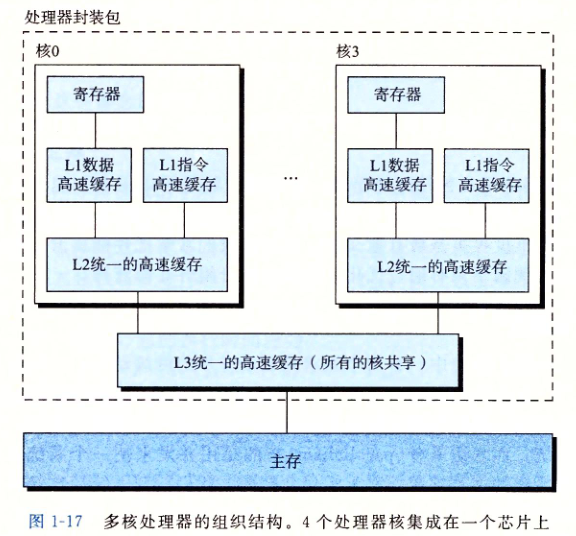 处理器封装包
核0
核3
寄存器
寄存器
L1数据
高速缓存
L1指令
高速缓存
...
L1数据
高速缓存
L1指令
高速缓存
L2统一的高速缓存
L2统一的高速缓存
L3统一的高速缓存（所有的核共享）
主存
图 1-17 多核处理器的组织结构。4 个处理器核集成在一个芯片上